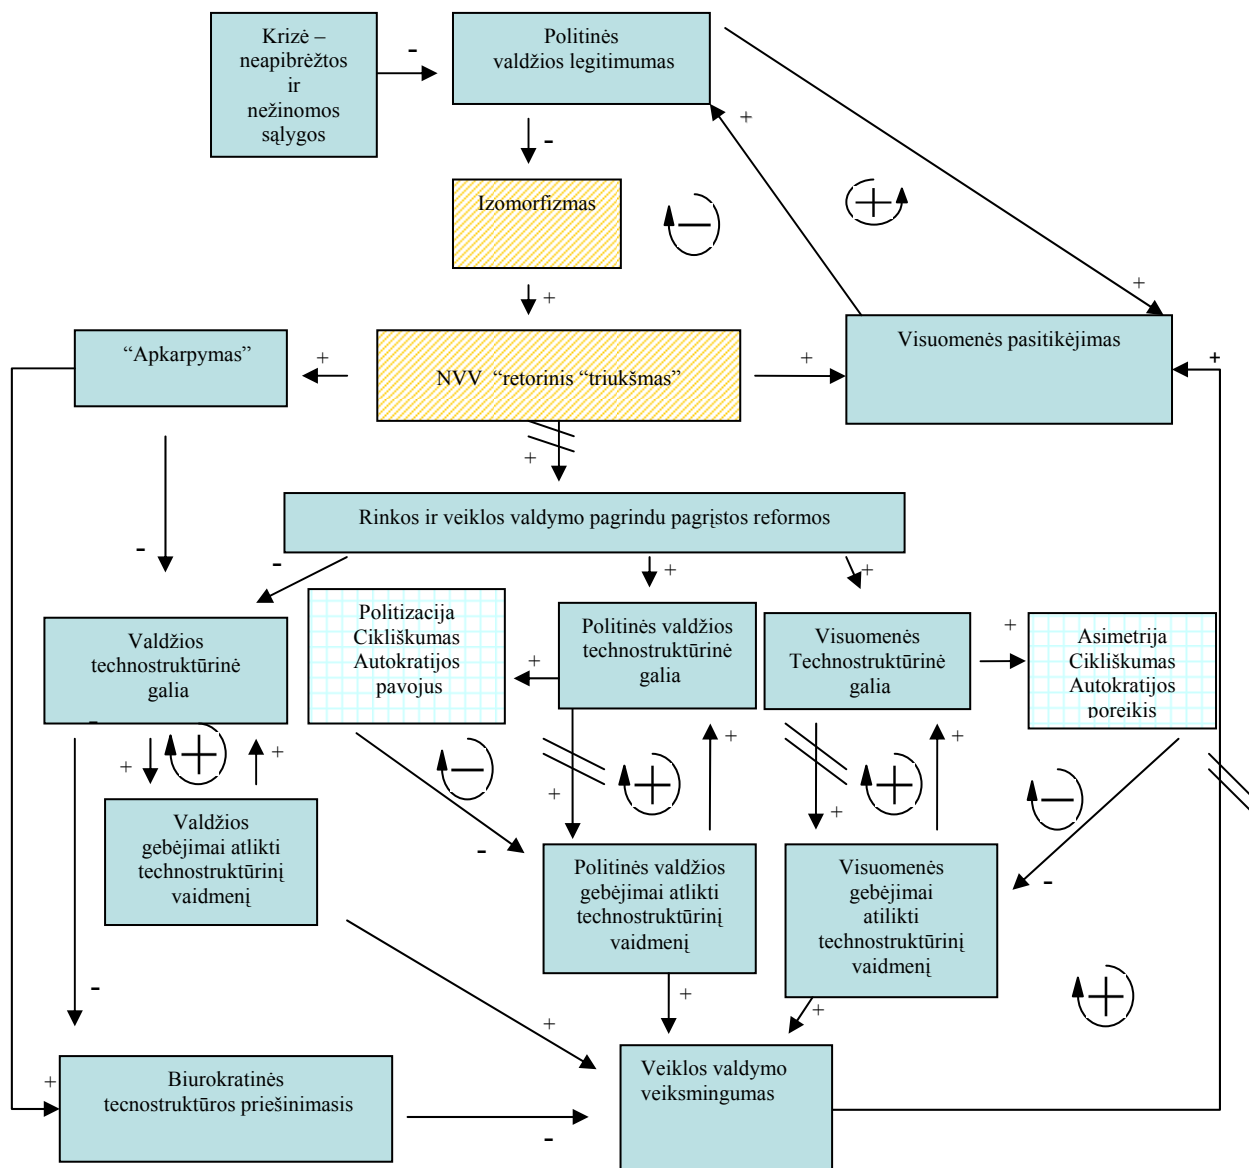 Krizė –
neapibrėžtos
ir
nežinomos
sąlygos
-
Politinės
valdžios legitimumas
+
-
Izomorfizmas
+
+
“Apkarpymas”
+
NVV “retorinis “triukšmas”
+
Visuomenės pasitikėjimas
+
+
-
Rinkos ir veiklos valdymo pagrindu pagrįstos reformos
-
+
+
Valdžios
technostruktūrinė
galia
Politizacija
Cikliškumas
Autokratijos
pavojus
+
Politinės valdžios
technostruktūrinė
galia
Visuomenės
Technostruktūrinė
galia
+
Asimetrija
Cikliškumas
Autokratijos
poreikis
-
+
+
+
+
+
+
Valdžios
gebėjimai atlikti
technostruktūrinį
vaidmenį
-
Politinės valdžios
gebėjimai atlikti
technostruktūrinį
vaidmenį
Visuomenės
gebėjimai
atilikti
technostruktūrinį
vaidmenį
-
-
+
+
+
+
Biurokratinės
tecnostruktūros priešinimasis
-
Veiklos valdymo
veiksmingumas